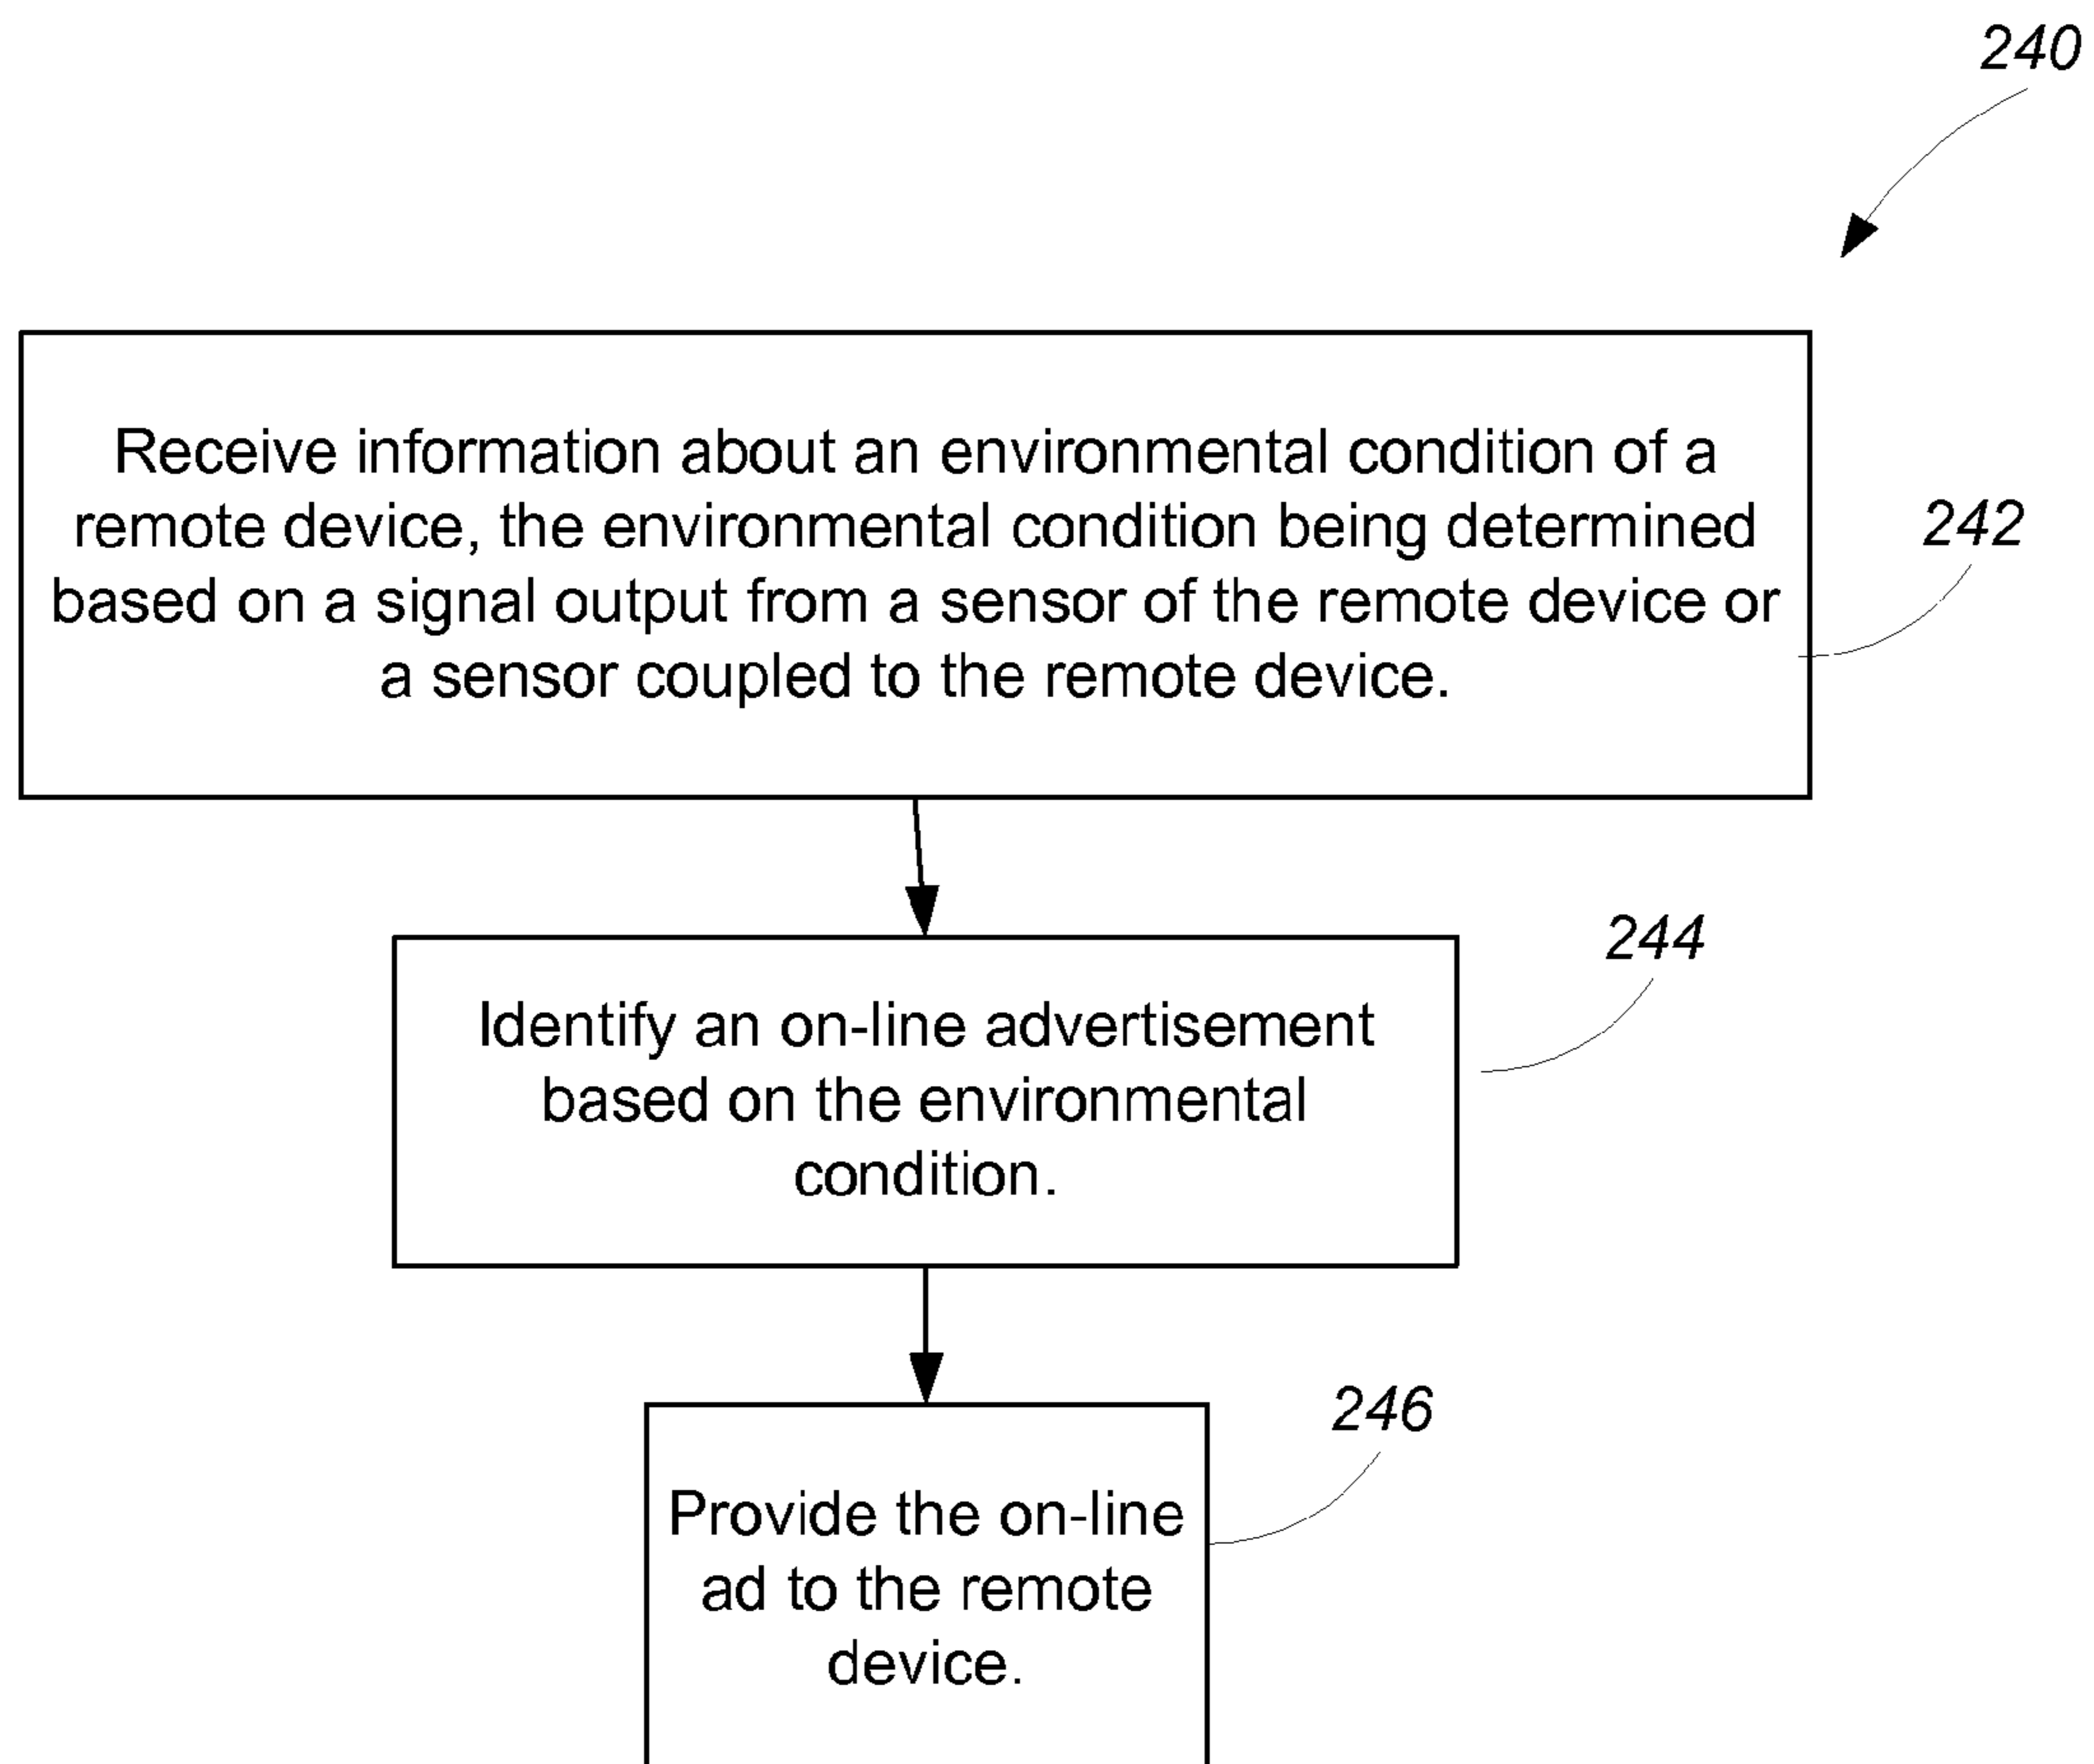 240
Receive information about an environmental condition of a
remote device, the environmental condition being determined
based on a signal output from a sensor of the remote device or
a sensor coupled to the remote device.
242
Identify an on-line advertisement
based on the environmental
condition.
244
Provide the on-line
ad to the remote
device.
246